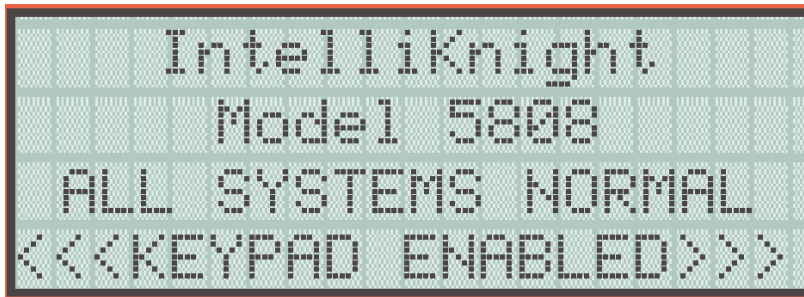 IntelliKnight
Model 5808
ALL SYSTEMS NORMAL
<<<KEYPAD ENABLED>>>